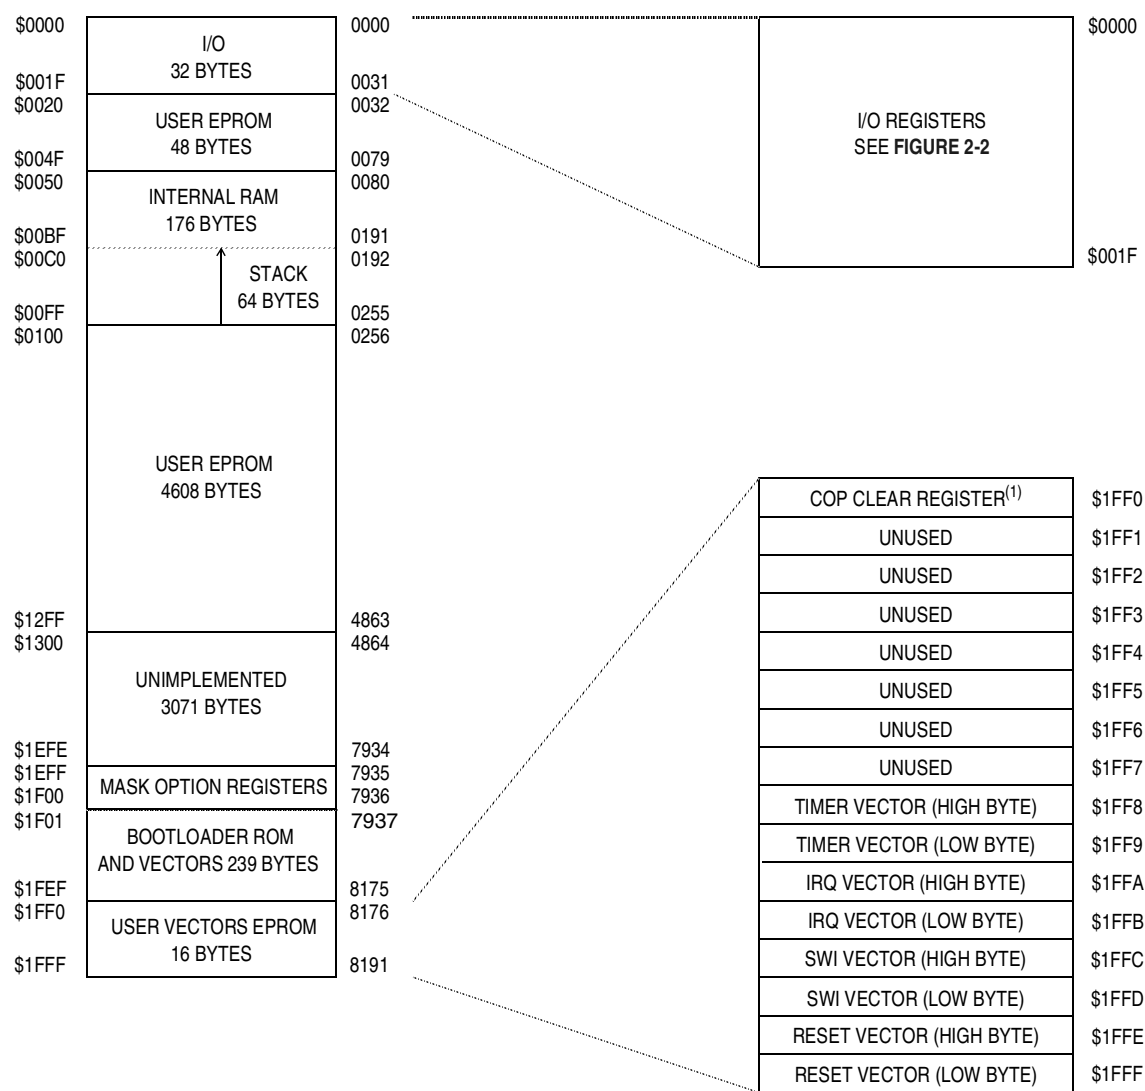 $0000
0000
I/O
32 BYTES
$001F
0031
$0020
0032
USER EPROM
48 BYTES
$004F
0079
$0050
0080
INTERNAL RAM
176 BYTES
$00BF
0191
$00C0
0192
STACK
64 BYTES
$00FF
0255
$0100
0256
USER EPROM
4608 BYTES
$12FF
4863
$1300
4864
UNIMPLEMENTED
3071 BYTES
$1EFE
7934
$1EFF
7935
MASK OPTION REGISTERS
$1F00
7936
$1F01
7937
BOOTLOADER ROM
AND VECTORS 239 BYTES
$1FEF
8175
$1FF0
8176
USER VECTORS EPROM
16 BYTES
$1FFF
8191
$0000
I/O REGISTERS
SEE FIGURE 2-2
$001F
COP CLEAR REGISTER(1) $1FF0
UNUSED $1FF1
UNUSED $1FF2
UNUSED $1FF3
UNUSED $1FF4
UNUSED $1FF5
UNUSED $1FF6
UNUSED $1FF7
TIMER VECTOR (HIGH BYTE) $1FF8
TIMER VECTOR (LOW BYTE) $1FF9
IRQ VECTOR (HIGH BYTE) $1FFA
IRQ VECTOR (LOW BYTE) $1FFB
SWI VECTOR (HIGH BYTE) $1FFC
SWI VECTOR (LOW BYTE) $1FFD
RESET VECTOR (HIGH BYTE) $1FFE
RESET VECTOR (LOW BYTE) $1FFF